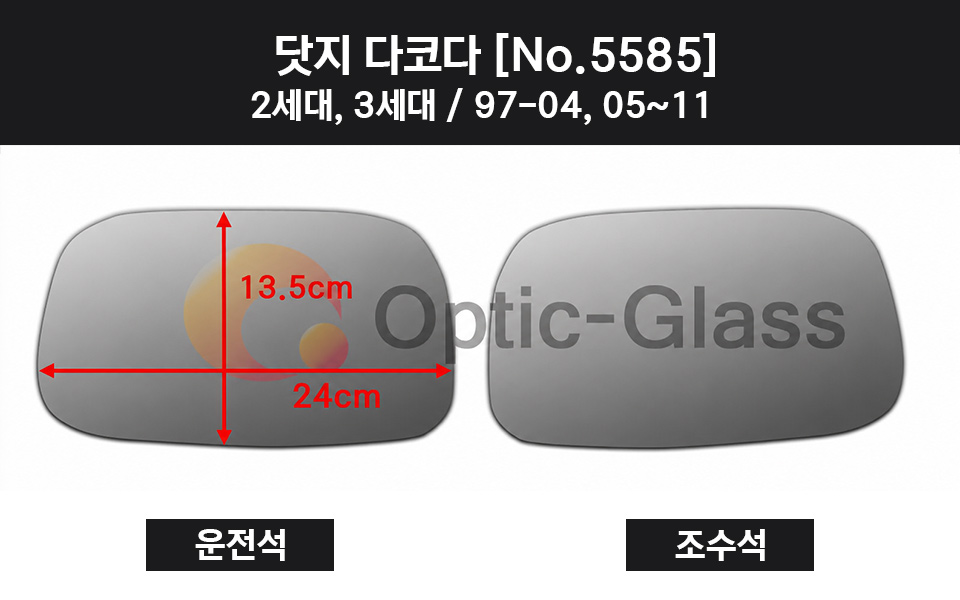 닷지 다코다 [No.5585]
2세대, 3세대 / 97-04, 05~11
13.5cm
Optic-Glass
24cm
운전석
조수석